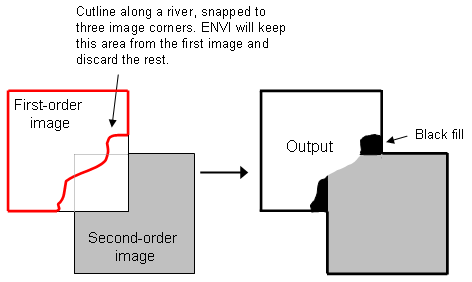 Cutline along a river, snapped to
three image corners. ENVI will keep
this area from the first image and
discard the rest.
First-order
image
Second-order
image
Output
Black fill